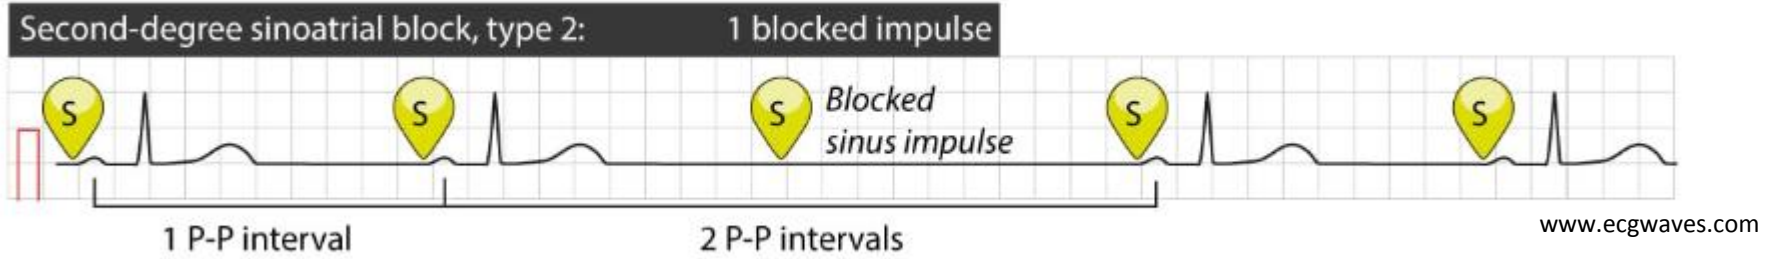 Second-degree sinoatrial block, type 2: 1 blocked impulse
S S S S S
Blocked
sinus impulse
1 P-P interval 2 P-P intervals
www.ecgwaves.com